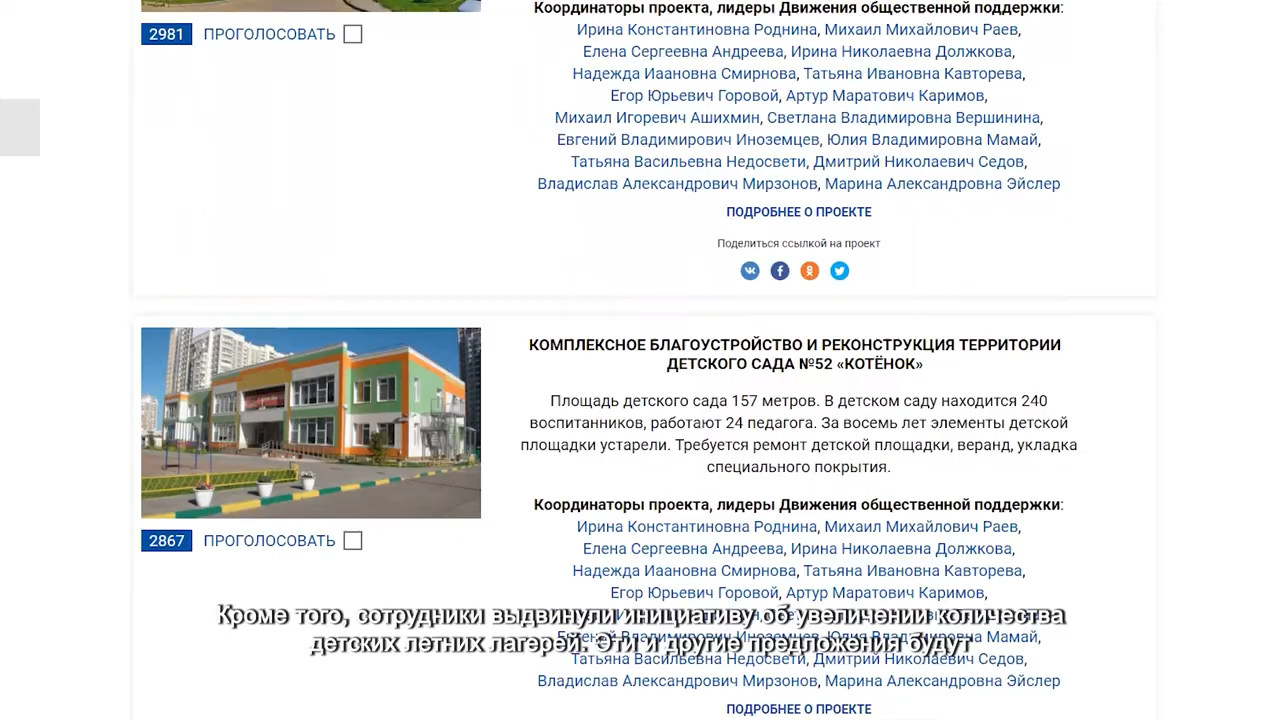 Координаторы проекта, лидеры Движения общественной поддержки:
2981 ПРОГОЛОСОВАТЬ
Ирина Константиновна Роднина, Михаил Михайлович Раев,
Елена Сергеевна Андреева, Ирина Николаевна Должкова,
Надежда Иаановна Смирнова, Татьяна Ивановна Кавторева,
Егор Юрьевич Горовой, Артур Маратович Каримов,
Михаил Игоревич Ашихмин, Светлана Владимировна Вершинина,
Евгений Владимирович Иноземцев, Юлия Владимировна Мамай,
Татьяна Васильевна Недосвети, Дмитрий Николаевич Седов,
Владислав Александрович Мирзонов, Марина Александровна Эйслер
ПОДРОБНЕЕ О ПРОЕКТЕ
Поделиться ссылкой на проект
КОМПЛЕКСНОЕ БЛАГОУСТРОЙСТВО И РЕКОНСТРУКЦИЯ ТЕРРИТОРИИ
ДЕТСКОГО САДА №52 «КОТЁНОК»
Площадь детского сада 157 метров. В детском саду находится 240
воспитанников, работают 24 педагога. За восемь лет элементы детской
площадки устарели. Требуется ремонт детской площадки, веранд, укладка
специального покрытия.
Координаторы проекта, лидеры Движения общественной поддержки:
2867 ПРОГОЛОСОВАТЬ
Ирина Константиновна Роднина, Михаил Михайлович Раев,
Елена Сергеевна Андреева, Ирина Николаевна Должкова,
Надежда Иаановна Смирнова, Татьяна Ивановна Кавторева,
Егор Юрьевич Горовой, Артур Маратович Каримов,
Кроме того, сотрудники выдвинули инициативу об увеличении количества
Евгений Владимирович Иноземцев, Юлия Владимировна Мамай,
детских летних лагерей. Эти и другие предложения будут
Татьяна Васильевна Недосвети, Дмитрий Николаевич Седов,
Владислав Александрович Мирзонов, Марина Александровна Эйслер
ПОДРОБНЕЕ О ПРОЕКТЕ